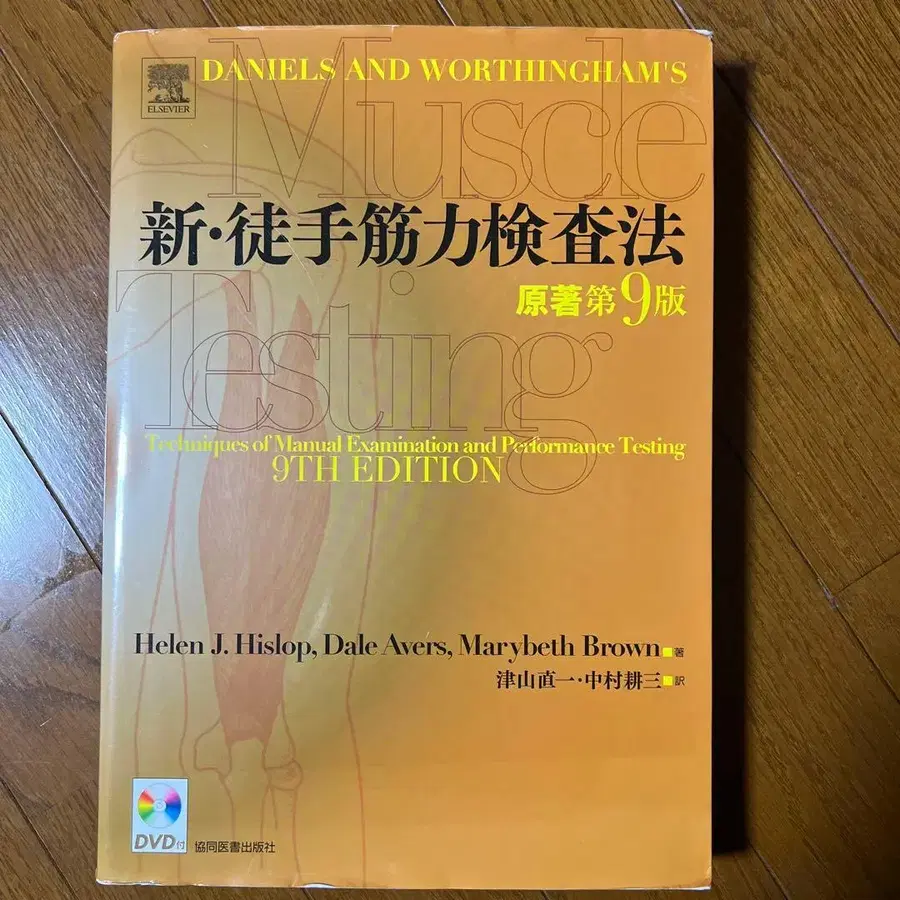 ELSEVIER
DANIELS AND WORTHINGHAM'S
Muscle
新・徒手筋力検査法
原著第9版
Testing
Techniques of Manual Examination and Performance Testing
9TH EDITION
Helen J. Hislop, Dale Avers, Marybeth Brown■著
津山直一・中村耕三■訳
DVD付
協同医書出版社